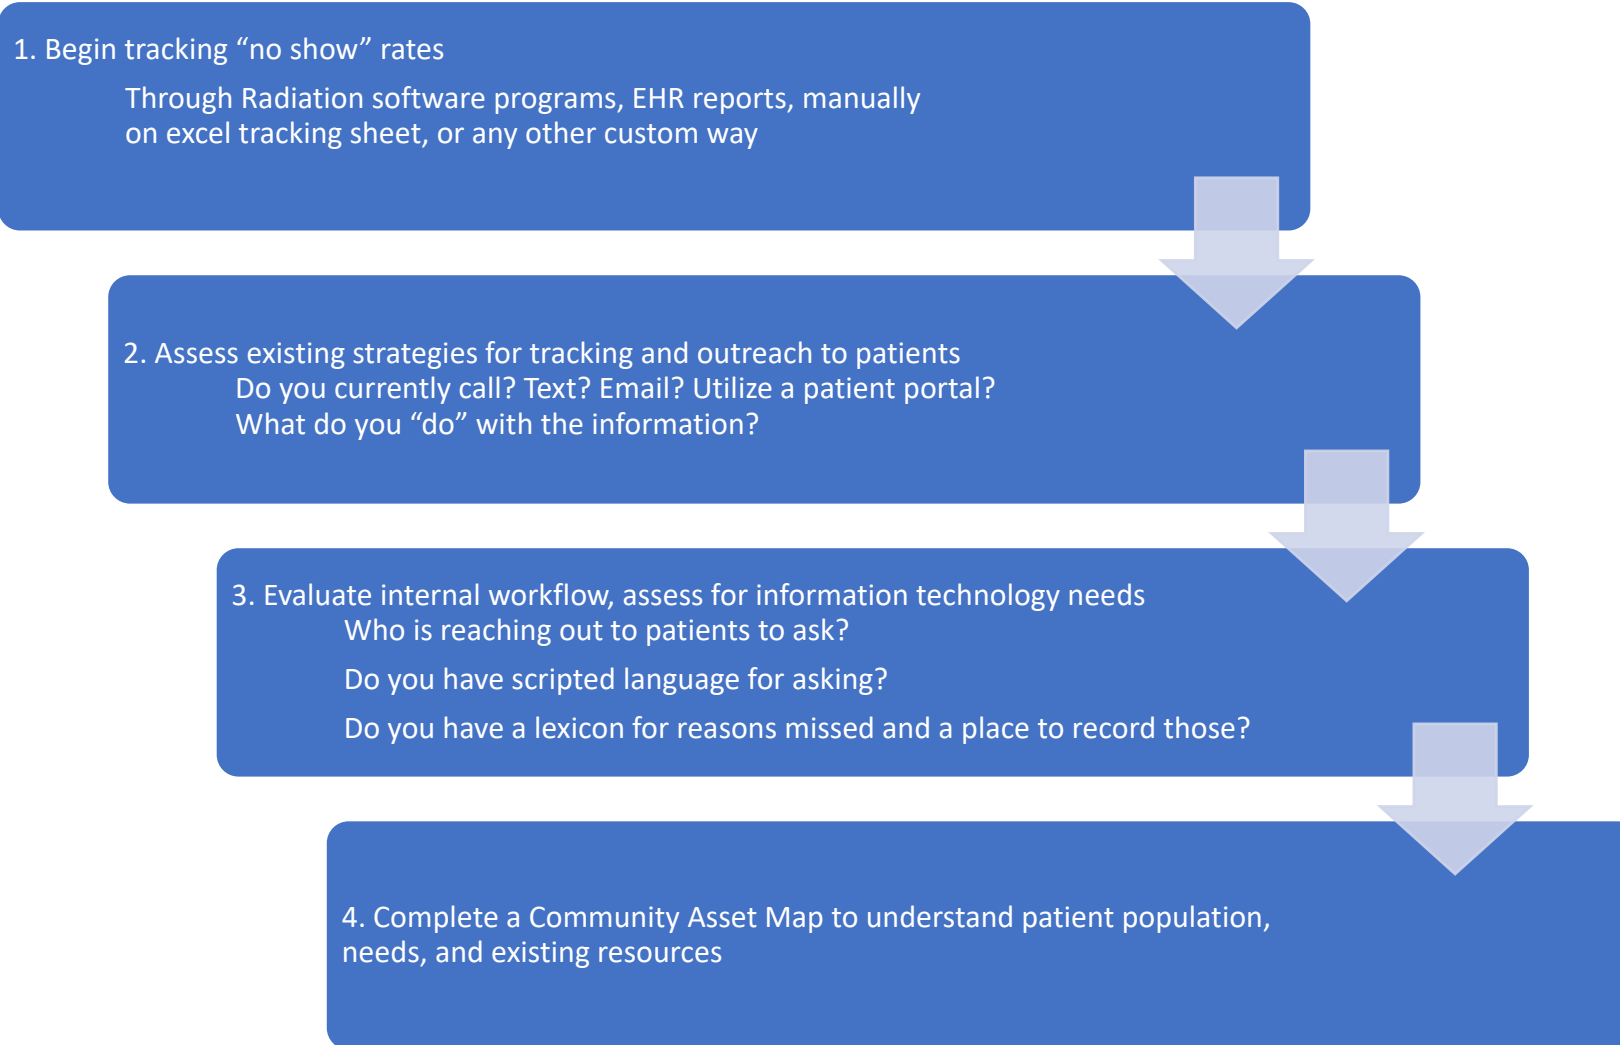 1. Begin tracking “no show” rates
Through Radiation software programs, EHR reports, manually
on excel tracking sheet, or any other custom way
2. Assess existing strategies for tracking and outreach to patients
Do you currently call? Text? Email? Utilize a patient portal?
What do you “do” with the information?
3. Evaluate internal workflow, assess for information technology needs
Who is reaching out to patients to ask?
Do you have scripted language for asking?
Do you have a lexicon for reasons missed and a place to record those?
4. Complete a Community Asset Map to understand patient population,
needs, and existing resources